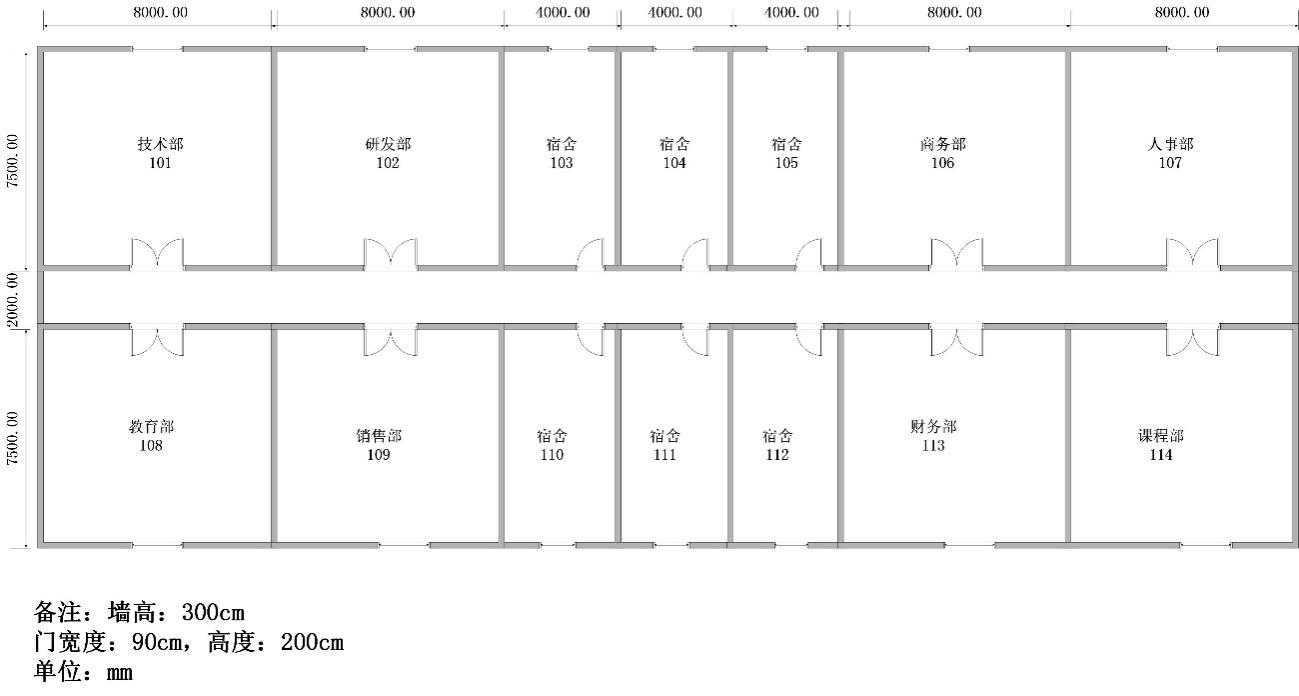 8000.00
8000.00
4000.00
4000.00
4000.00
8000.00
8000.00
7500.00
技术部
101
研发部
102
宿舍
103
宿舍
104
宿舍
105
商务部
106
人事部
107
2000.00
7500.00
教育部
108
销售部
109
宿舍
110
宿舍
111
宿舍
112
财务部
113
课程部
114
备注：墙高：300cm
门宽度：90cm，高度：200cm
单位：mm